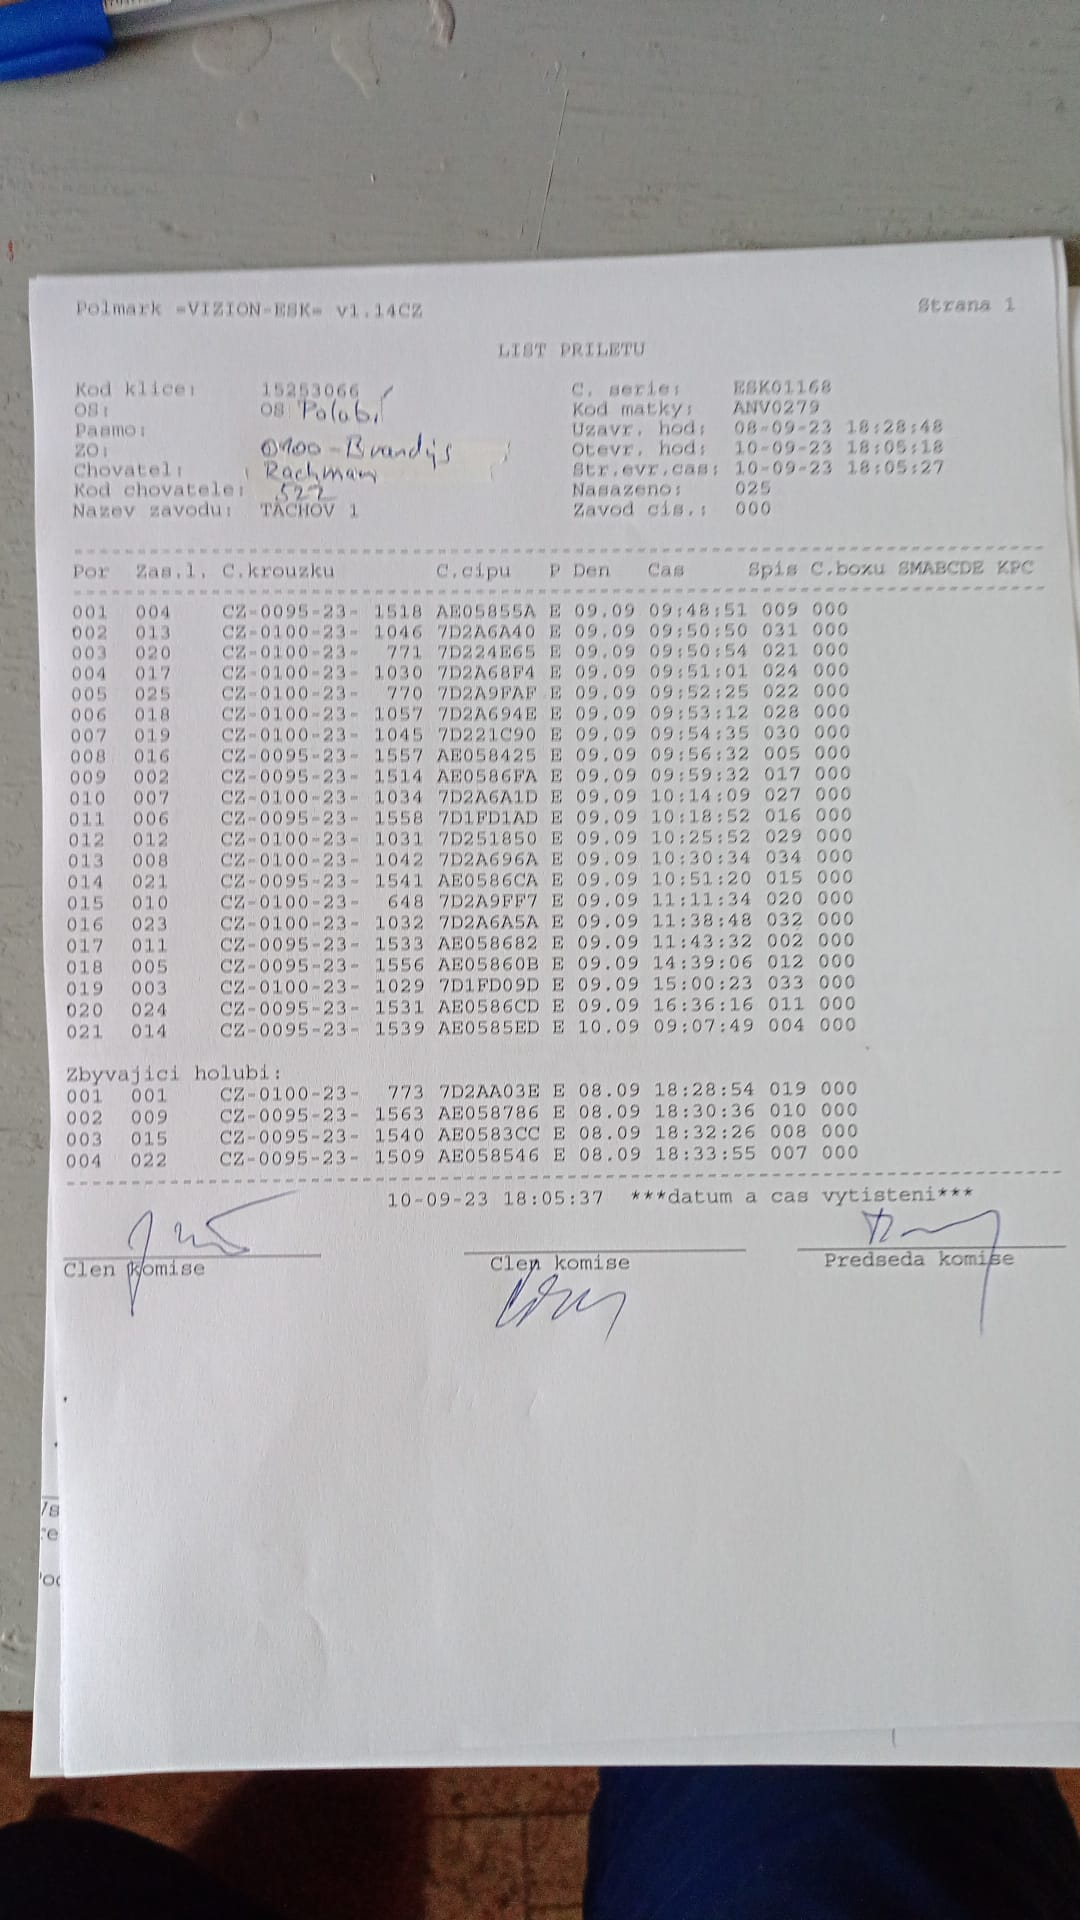 Polmark =VIZION-ESK= v1.14CZ Strana 1
LIST PRILETU
Kod klice: 15253066 C. serie: ESK01168
OS: OS Polabí Kod matky: ANV0279
Pasmo: Uzavr. hod: 08-09-23 18:28:48
ZO: 0100-Brandýs Otevr. hod: 10-09-23 18:05:18
Chovatel: Rachman Str.evr.cas: 10-09-23 18:05:27
Kod chovatele: 522 Nasazeno: 025
Nazev zavodu: TACHOV 1 Zavod cis.: 000
Por Zas.l. C.krouzku C.cipu P Den Cas Spis C.boxu SMABCDE KPC
001 004 CZ-0095-23- 1518 AE05855A E 09.09 09:48:51 009 000
002 013 CZ-0100-23- 1046 7D2A6A40 E 09.09 09:50:50 031 000
003 020 CZ-0100-23- 771 7D224E65 E 09.09 09:50:54 021 000
004 017 CZ-0100-23- 1030 7D2A68F4 E 09.09 09:51:01 024 000
005 025 CZ-0100-23- 770 7D2A9FAF E 09.09 09:52:25 022 000
006 018 CZ-0100-23- 1057 7D2A694E E 09.09 09:53:12 028 000
007 019 CZ-0100-23- 1045 7D221C90 E 09.09 09:54:35 030 000
008 016 CZ-0095-23- 1557 AE058425 E 09.09 09:56:32 005 000
009 002 CZ-0095-23- 1514 AE0586FA E 09.09 09:59:32 017 000
010 007 CZ-0100-23- 1034 7D2A6A1D E 09.09 10:14:09 027 000
011 006 CZ-0095-23- 1558 7D1FD1AD E 09.09 10:18:52 016 000
012 012 CZ-0100-23- 1031 7D251850 E 09.09 10:25:52 029 000
013 008 CZ-0100-23- 1042 7D2A696A E 09.09 10:30:34 034 000
014 021 CZ-0095-23- 1541 AE0586CA E 09.09 10:51:20 015 000
015 010 CZ-0100-23- 648 7D2A9FF7 E 09.09 11:11:34 020 000
016 023 CZ-0100-23- 1032 7D2A6A5A E 09.09 11:38:48 032 000
017 011 CZ-0095-23- 1533 AE058682 E 09.09 11:43:32 002 000
018 005 CZ-0095-23- 1556 AE05860B E 09.09 14:39:06 012 000
019 003 CZ-0100-23- 1029 7D1FD09D E 09.09 15:00:23 033 000
020 024 CZ-0095-23- 1531 AE0586CD E 09.09 16:36:16 011 000
021 014 CZ-0095-23- 1539 AE0585ED E 10.09 09:07:49 004 000
Zbyvajici holubi:
001 001 CZ-0100-23- 773 7D2AA03E E 08.09 18:28:54 019 000
002 009 CZ-0095-23- 1563 AE058786 E 08.09 18:30:36 010 000
003 015 CZ-0095-23- 1540 AE0583CC E 08.09 18:32:26 008 000
004 022 CZ-0095-23- 1509 AE058546 E 08.09 18:33:55 007 000
10-09-23 18:05:37 ***datum a cas vytisteni***
Clen komise Clen komise Predseda komise